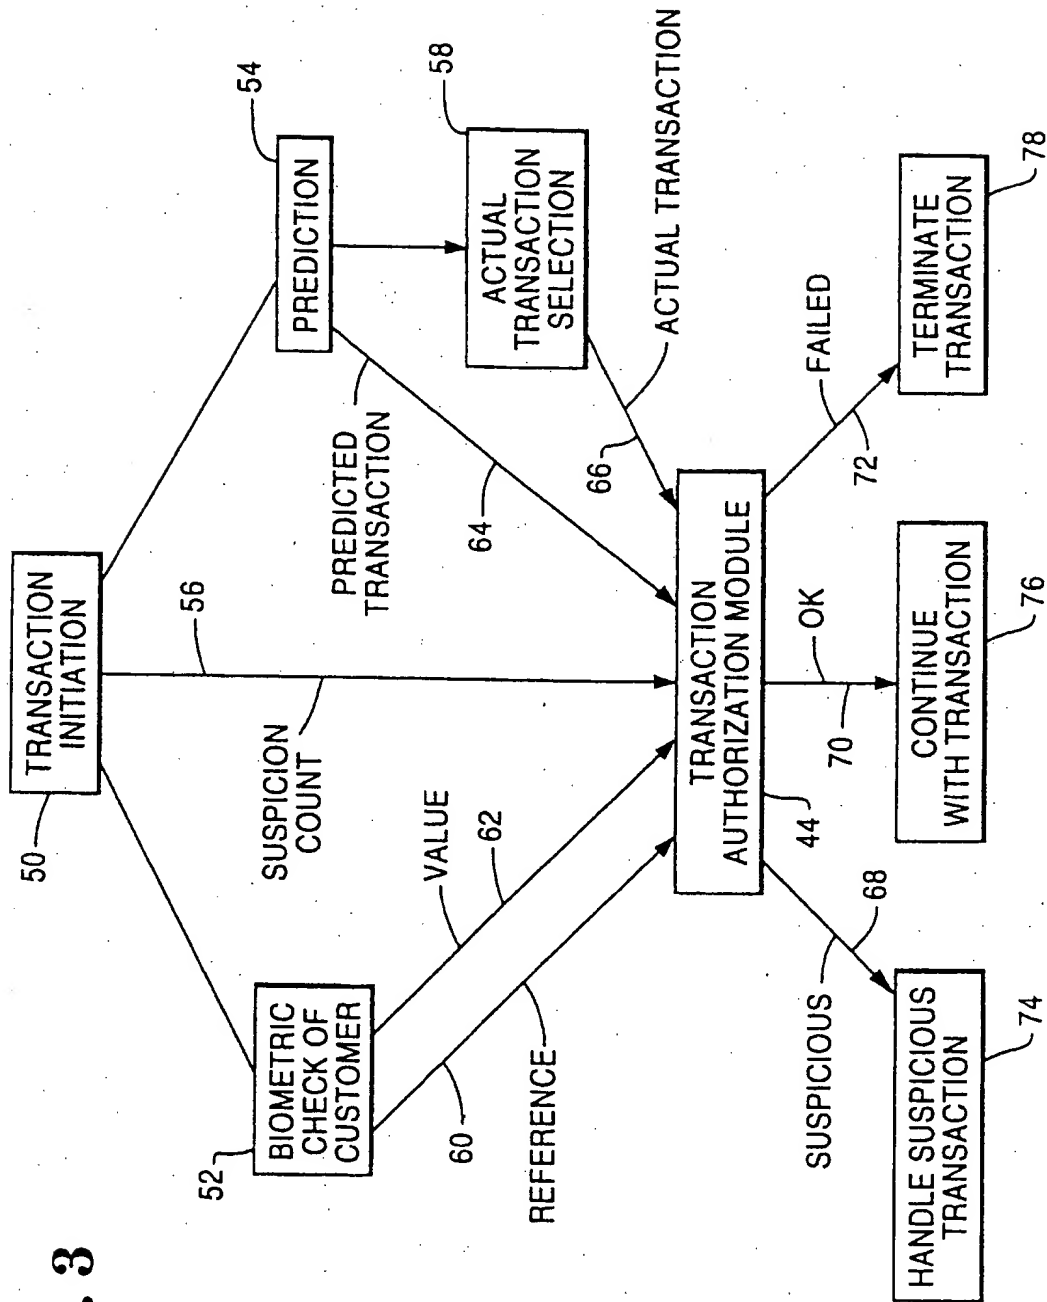 . 3
50
TRANSACTION
INITIATION
52
BIOMETRIC
CHECK OF
CUSTOMER
56
SUSPICION
COUNT
54
PREDICTION
58
ACTUAL
TRANSACTION
SELECTION
PREDICTED
TRANSACTION
64
VALUE
62
60
REFERENCE
66
ACTUAL TRANSACTION
TRANSACTION
AUTHORIZATION MODULE
44
SUSPICIOUS
68
OK
70
FAILED
72
HANDLE SUSPICIOUS
TRANSACTION
74
CONTINUE
WITH TRANSACTION
76
TERMINATE
TRANSACTION
78